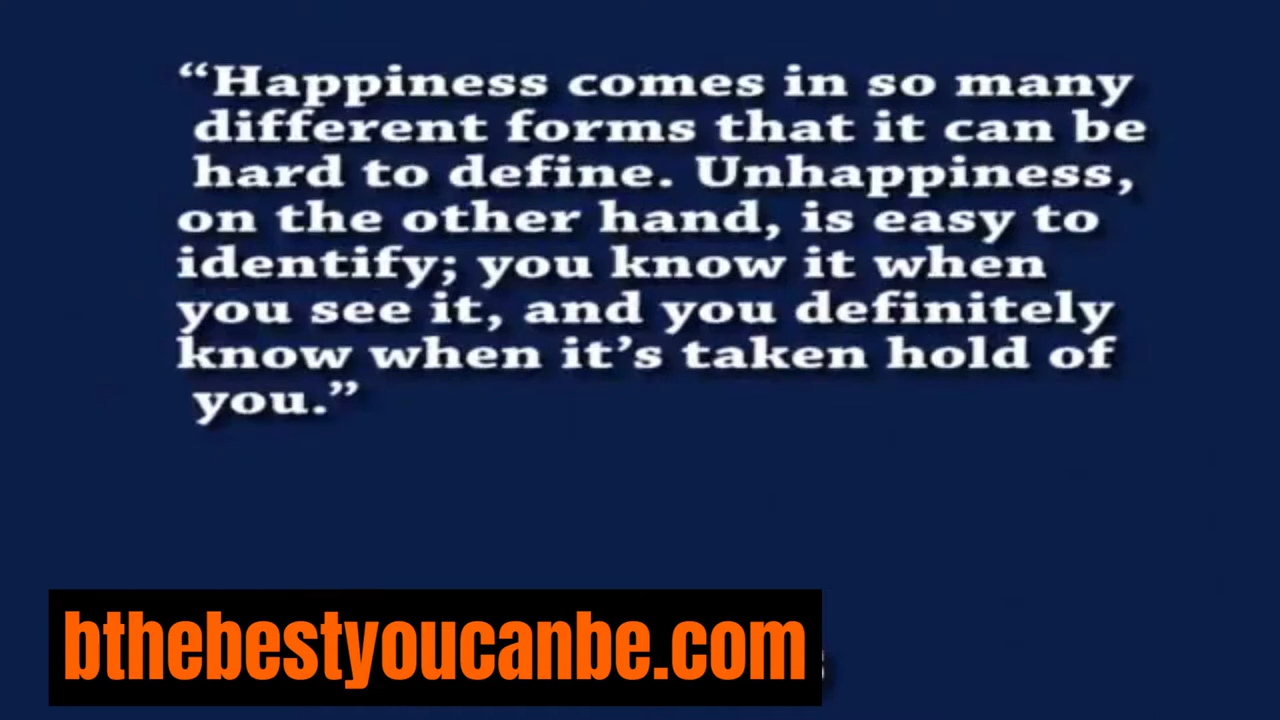 “Happiness comes in so many
different forms that it can be
hard to define. Unhappiness,
on the other hand, is easy to
identify; you know it when
you see it, and you definitely
know when it’s taken hold of
you.”
bthebestyoucanbe.com